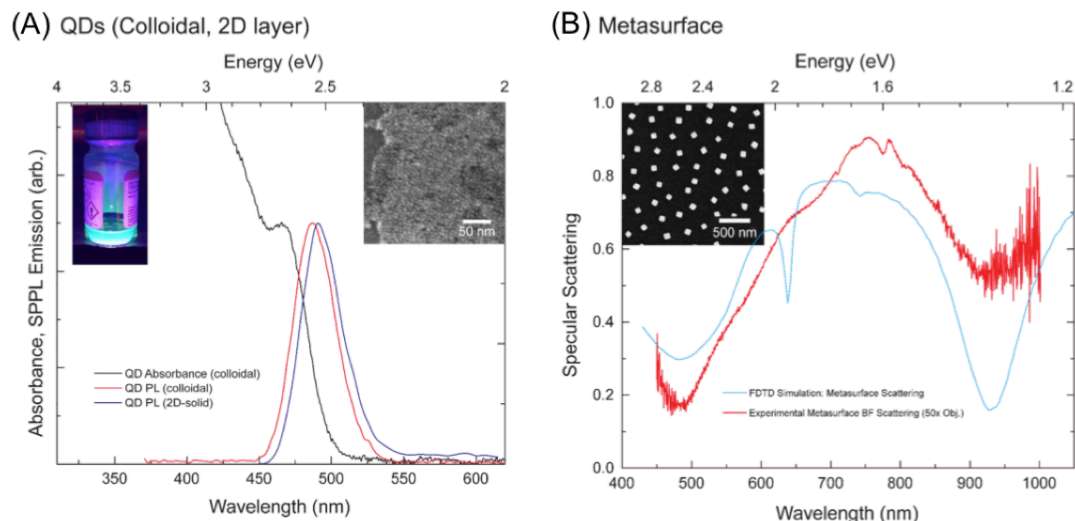 (A) QDs (Colloidal, 2D layer)
Energy (eV)
4 3.5 3 2.5 2
Absorbance, SPPL Emission (arb.)
50 nm
QD Absorbance (colloidal)
QD PL (colloidal)
QD PL (2D-solid)
350 400 450 500 550 600
Wavelength (nm)
(B) Metasurface
Energy (eV)
2.8 2.4 2 1.6 1.2
Specular Scattering
1.0
0.8
0.6
0.4
0.2
0.0
500 nm
FDTD Simulation: Metasurface Scattering
Experimental Metasurface BF Scattering (50x Obj.)
400 500 600 700 800 900 1000
Wavelength (nm)